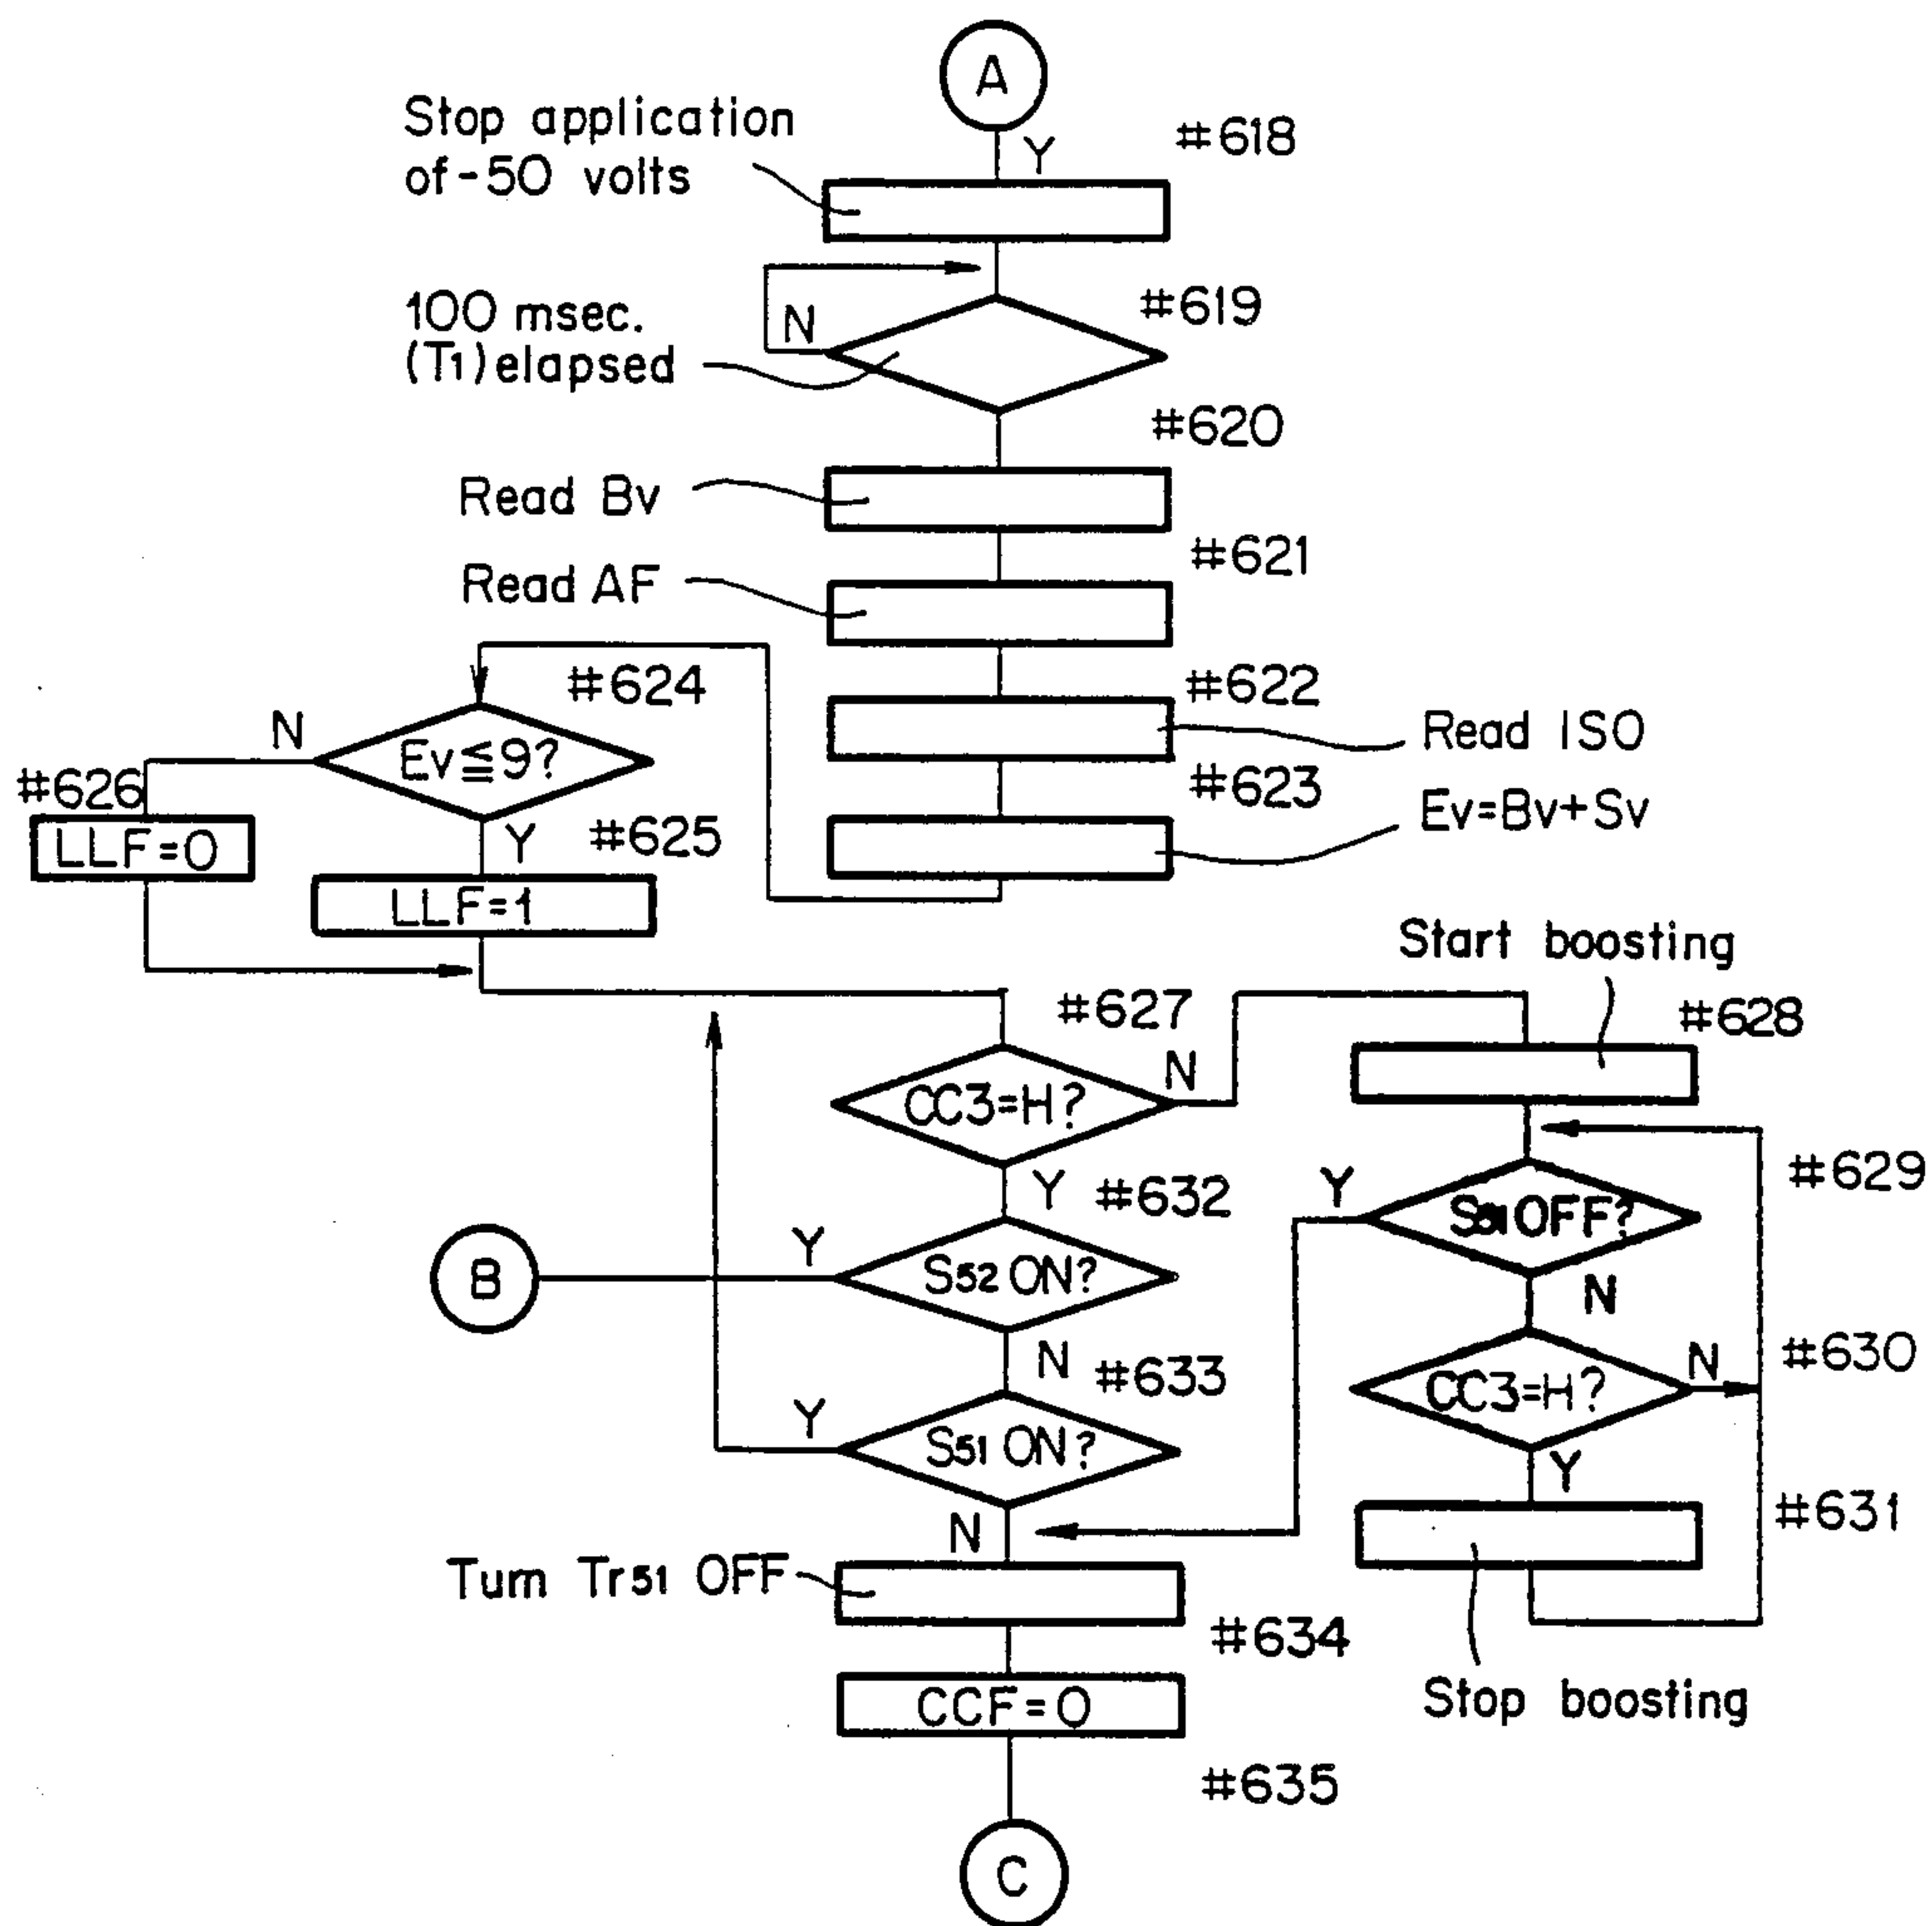 A
Stop application
of -50 volts
Y
#618
100 msec.
(T1) elapsed
N
#619
#620
Read Bv
#621
Read AF
#622
Read ISO
#623
Ev=Bv+Sv
#624
N
Ev≦9?
#626
LLF=0
Y
#625
LLF=1
Start boosting
#627
#628
CC3=H?
N
Y
#632
Y
#629
S51 OFF?
N
B
Y
S52 ON?
N
#633
Y
S51 ON?
N
CC3=H?
N
#630
Y
#631
Stop boosting
Turn Tr51 OFF
#634
CCF=0
#635
C